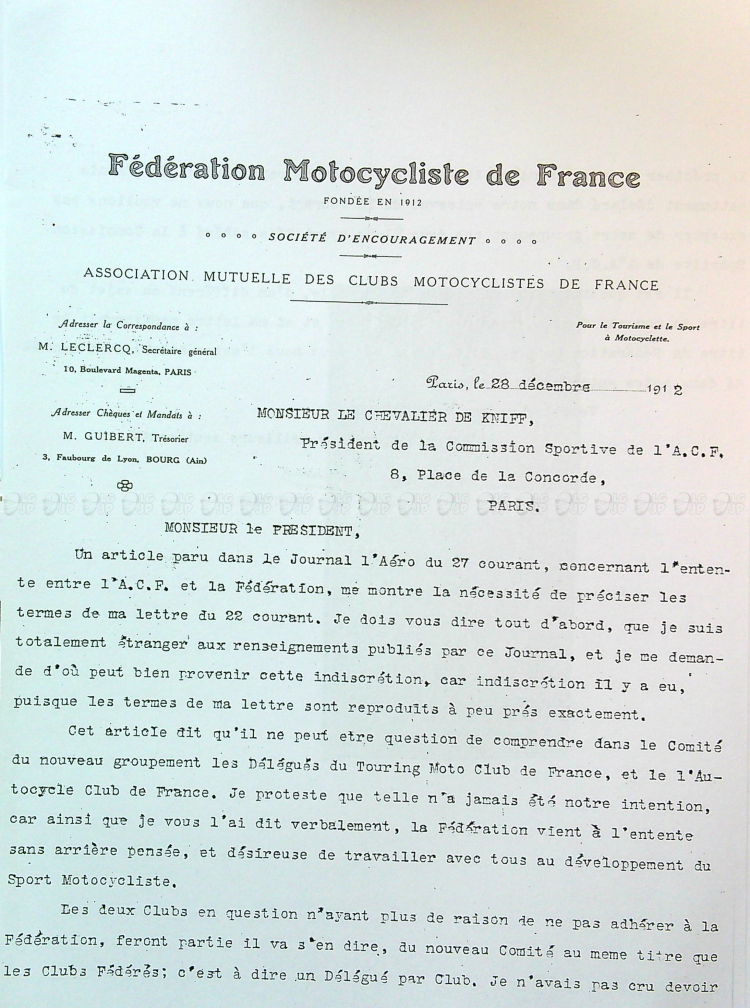 Fédération Motocycliste de France
FONDÉE EN 1912
SOCIÉTÉ D'ENCOURAGEMENT
ASSOCIATION MUTUELLE DES CLUBS MOTOCYCLISTES DE FRANCE
Adresser la Correspondance à :
M. LECLERCQ, Secrétaire général
10, Boulevard Magenta, PARIS
Pour le Tourisme et le Sport
à Motocyclette.
Paris, le 28 décembre 1912
Adresser Chèques et Mandats à :
M. GUIBERT, Trésorier
3, Faubourg de Lyon, BOURG (Ain)
MONSIEUR LE CHEVALIER DE KNIFF,
Président de la Commission Sportive de l'A.C.F.
8, Place de la Concorde,
PARIS.
MONSIEUR le PRESIDENT,
Un article paru dans le Journal l'Aéro du 27 courant, concernant l'enten-
te entre l'A.C.F. et la Fédération, me montre la nécessité de préciser les
termes de ma lettre du 22 courant. Je dois vous dire tout d'abord, que je suis
totalement étranger aux renseignements publiés par ce Journal, et je me deman-
de d'où peut bien provenir cette indiscrétion, car indiscrétion il y a eu,
puisque les termes de ma lettre sont reproduits à peu prés exactement.
Cet article dit qu'il ne peut etre question de comprendre dans le Comité
du nouveau groupement les Délégués du Touring Moto Club de France, et le l'Au-
tocycle Club de France. Je proteste que telle n'a jamais été notre intention,
car ainsi que je vous l'ai dit verbalement, la Fédération vient à l'entente
sans arrière pensée, et désireuse de travailler avec tous au développement du
Sport Motocycliste.
Les deux Clubs en question n'ayant plus de raison de ne pas adhérer à la
Fédération, feront partie il va s'en dire, du nouveau Comité au meme titre que
les Clubs Fédérés; c'est à dire un Délégué par Club. Je n'avais pas cru devoir